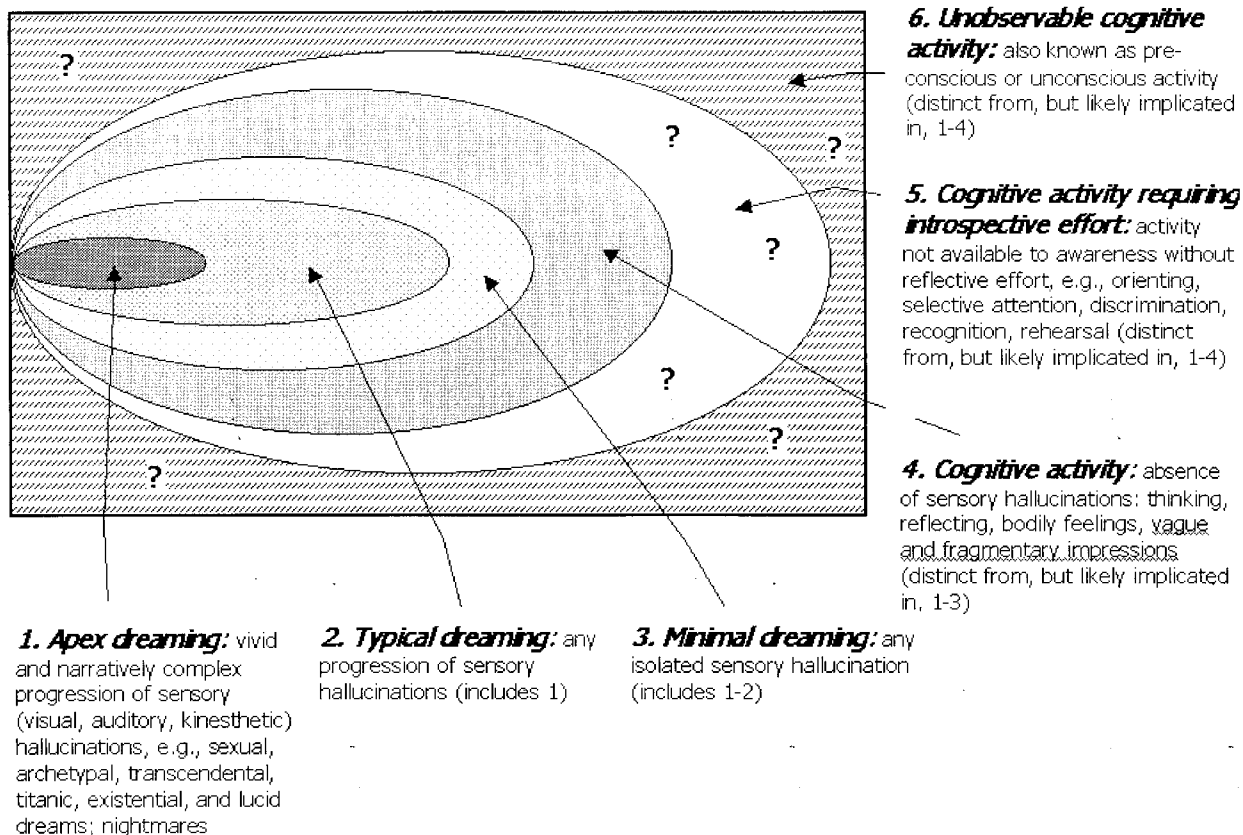 6. Unobservable cognitive
activity: also known as pre-
conscious or unconscious activity
(distinct from, but likely implicated
in, 1-4)
5. Cognitive activity requiring
introspective effort: activity
not available to awareness without
reflective effort, e.g., orienting,
selective attention, discrimination,
recognition, rehearsal (distinct
from, but likely implicated in, 1-4)
4. Cognitive activity: absence
of sensory hallucinations: thinking,
reflecting, bodily feelings, vague
and fragmentary impressions
(distinct from, but likely implicated
in, 1-3)
?
?
?
?
?
?
?
1. Apex dreaming: vivid
and narratively complex
progression of sensory
(visual, auditory, kinesthetic)
hallucinations, e.g., sexual,
archetypal, transcendental,
titanic, existential, and lucid
dreams; nightmares
2. Typical dreaming: any
progression of sensory
hallucinations (includes 1)
3. Minimal dreaming: any
isolated sensory hallucination
(includes 1-2)